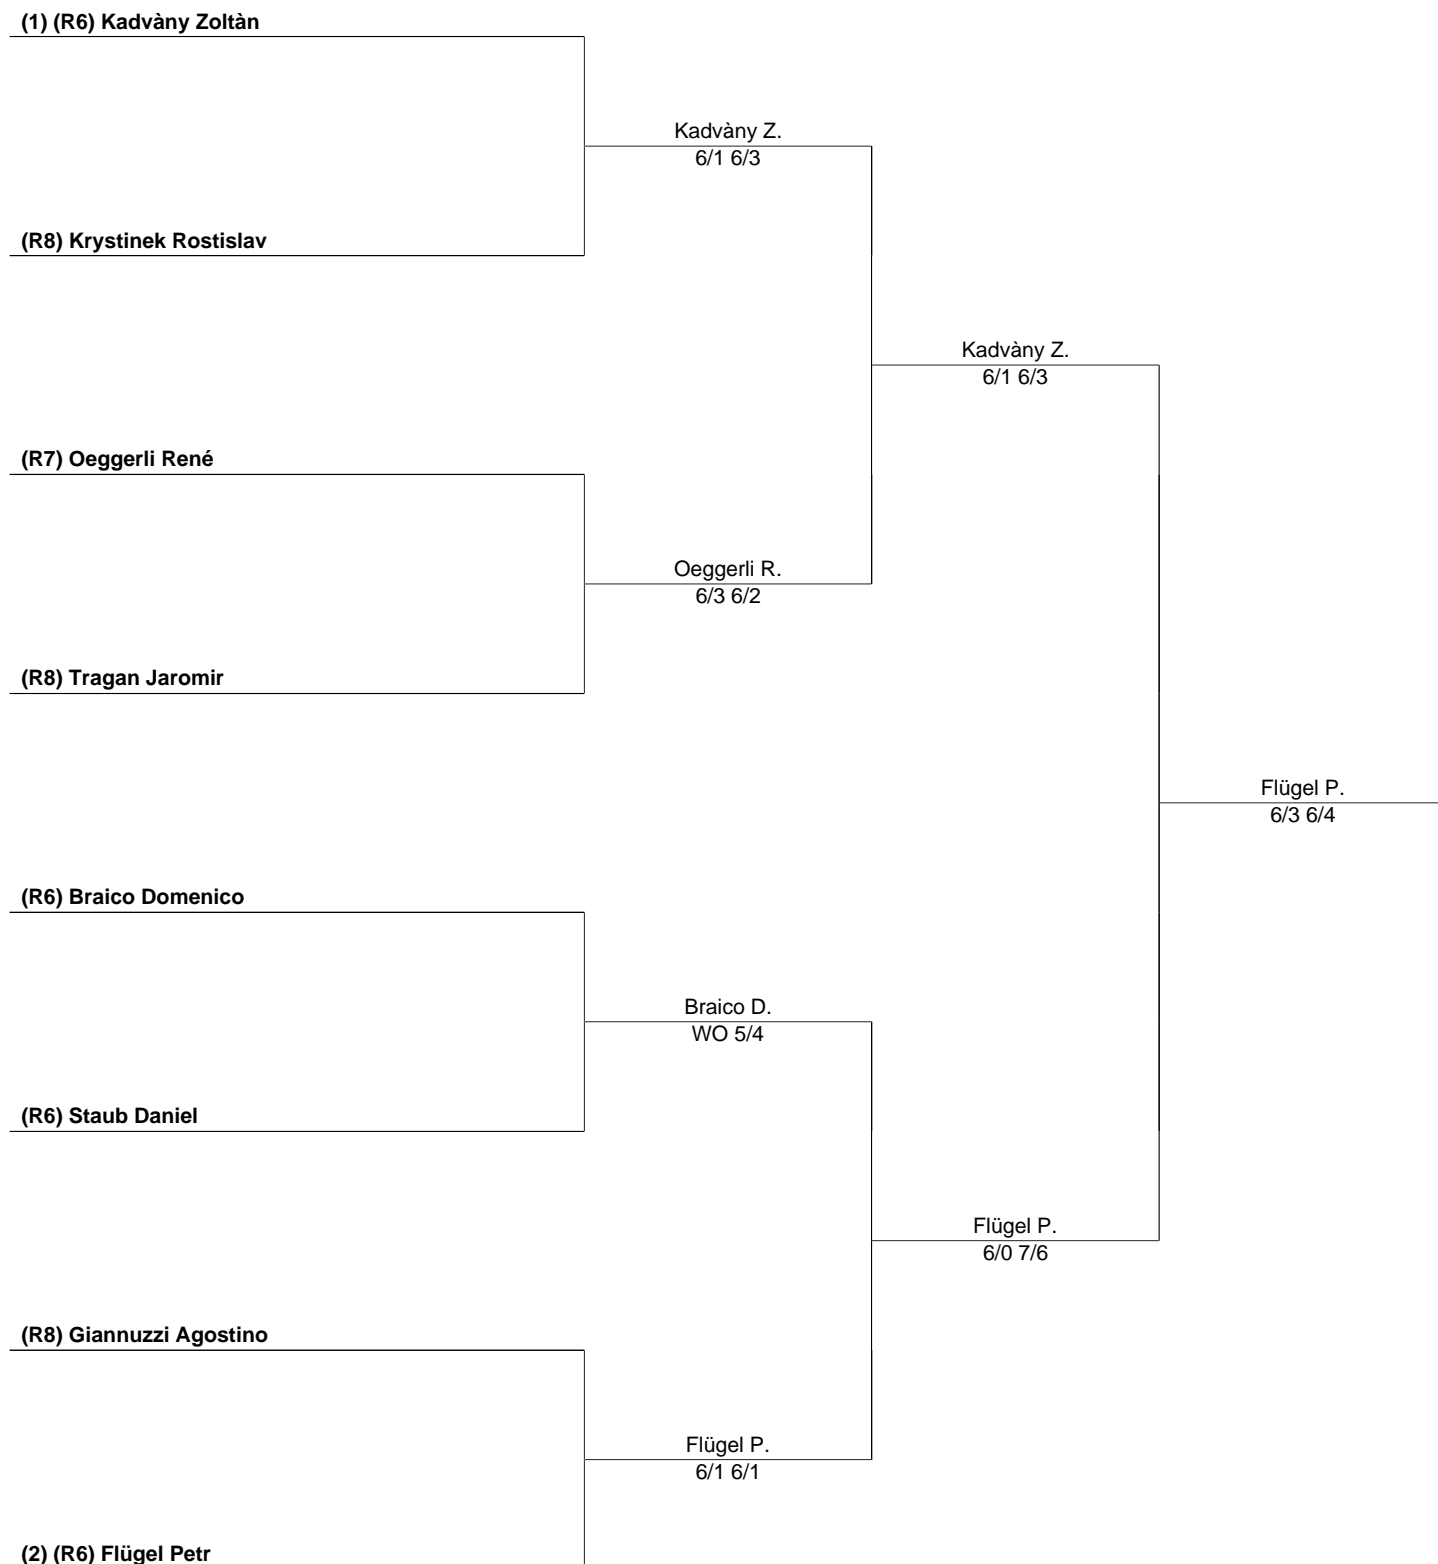 (1) (R6) Kadvàny Zoltàn
Kadvàny Z.
6/1 6/3
(R8) Krystinek Rostislav
Kadvàny Z.
6/1 6/3
(R7) Oeggerli René
Oeggerli R.
6/3 6/2
(R8) Tragan Jaromir
Flügel P.
6/3 6/4
(R6) Braico Domenico
Braico D.
WO 5/4
(R6) Staub Daniel
Flügel P.
6/0 7/6
(R8) Giannuzzi Agostino
Flügel P.
6/1 6/1
(2) (R6) Flügel Petr